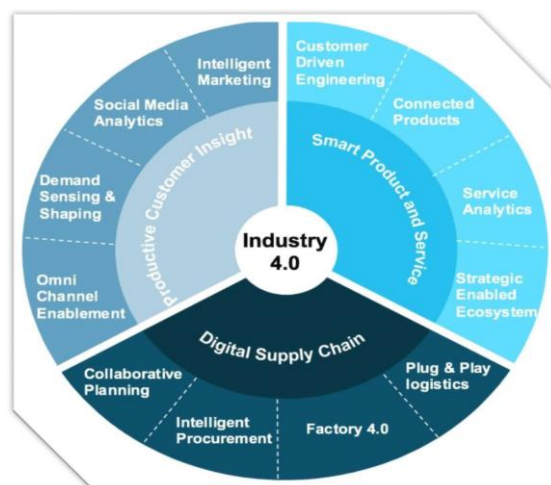 Intelligent
Marketing
Social Media
Analytics
Demand
Sensing &
Shaping
Omni
Channel
Enablement
Productive Customer Insight
Customer
Driven
Engineering
Connected
Products
Service
Analytics
Strategic
Enabled
Ecosystem
Smart Product and Service
Industry
4.0
Digital Supply Chain
Collaborative
Planning
Intelligent
Procurement
Factory 4.0
Plug & Play
logistics